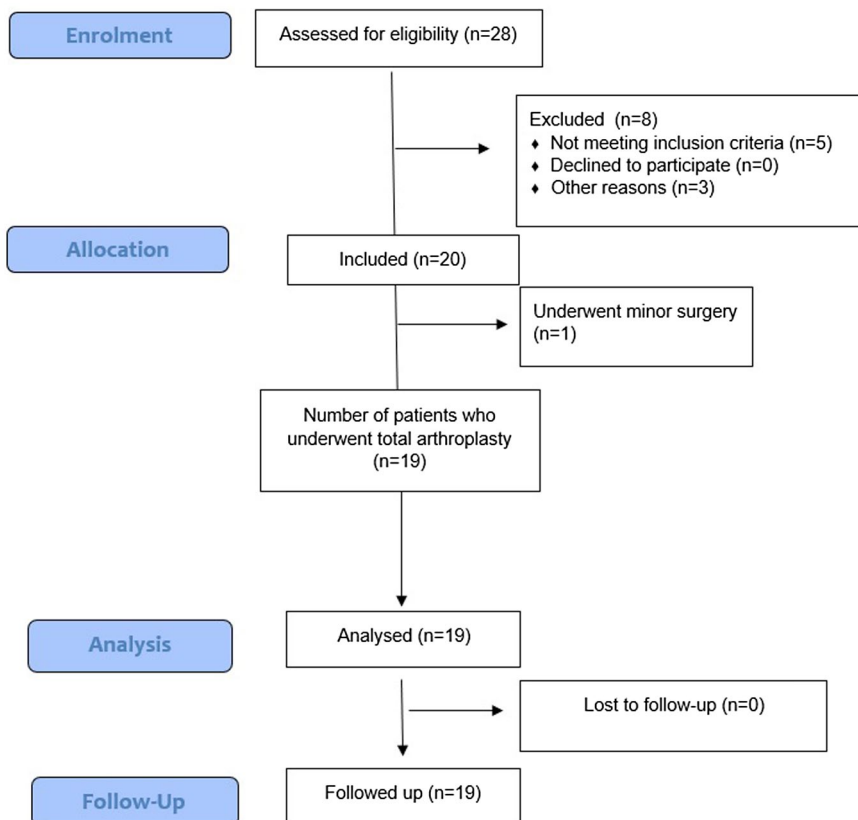 Enrolment
Assessed for eligibility (n=28)
Excluded (n=8)
♦ Not meeting inclusion criteria (n=5)
♦ Declined to participate (n=0)
♦ Other reasons (n=3)
Allocation
Included (n=20)
Underwent minor surgery
(n=1)
Number of patients who
underwent total arthroplasty
(n=19)
Analysis
Analysed (n=19)
Lost to follow-up (n=0)
Follow-Up
Followed up (n=19)